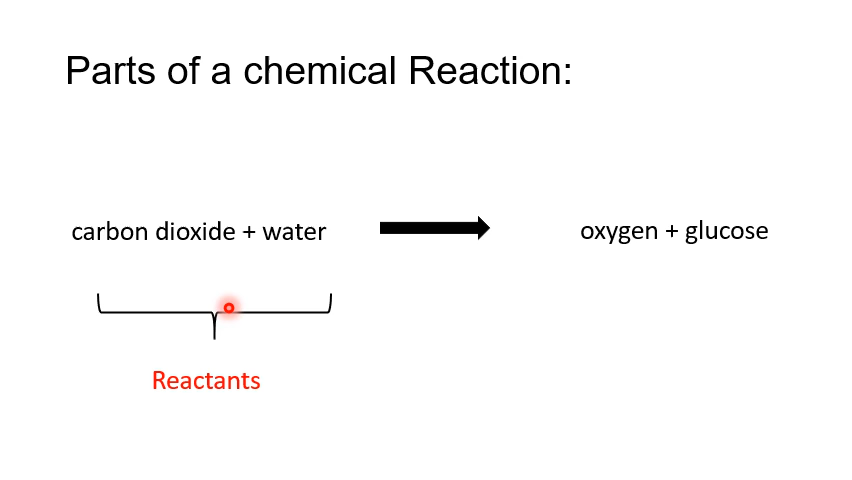 Parts of a chemical Reaction:
carbon dioxide + water oxygen + glucose
Reactants